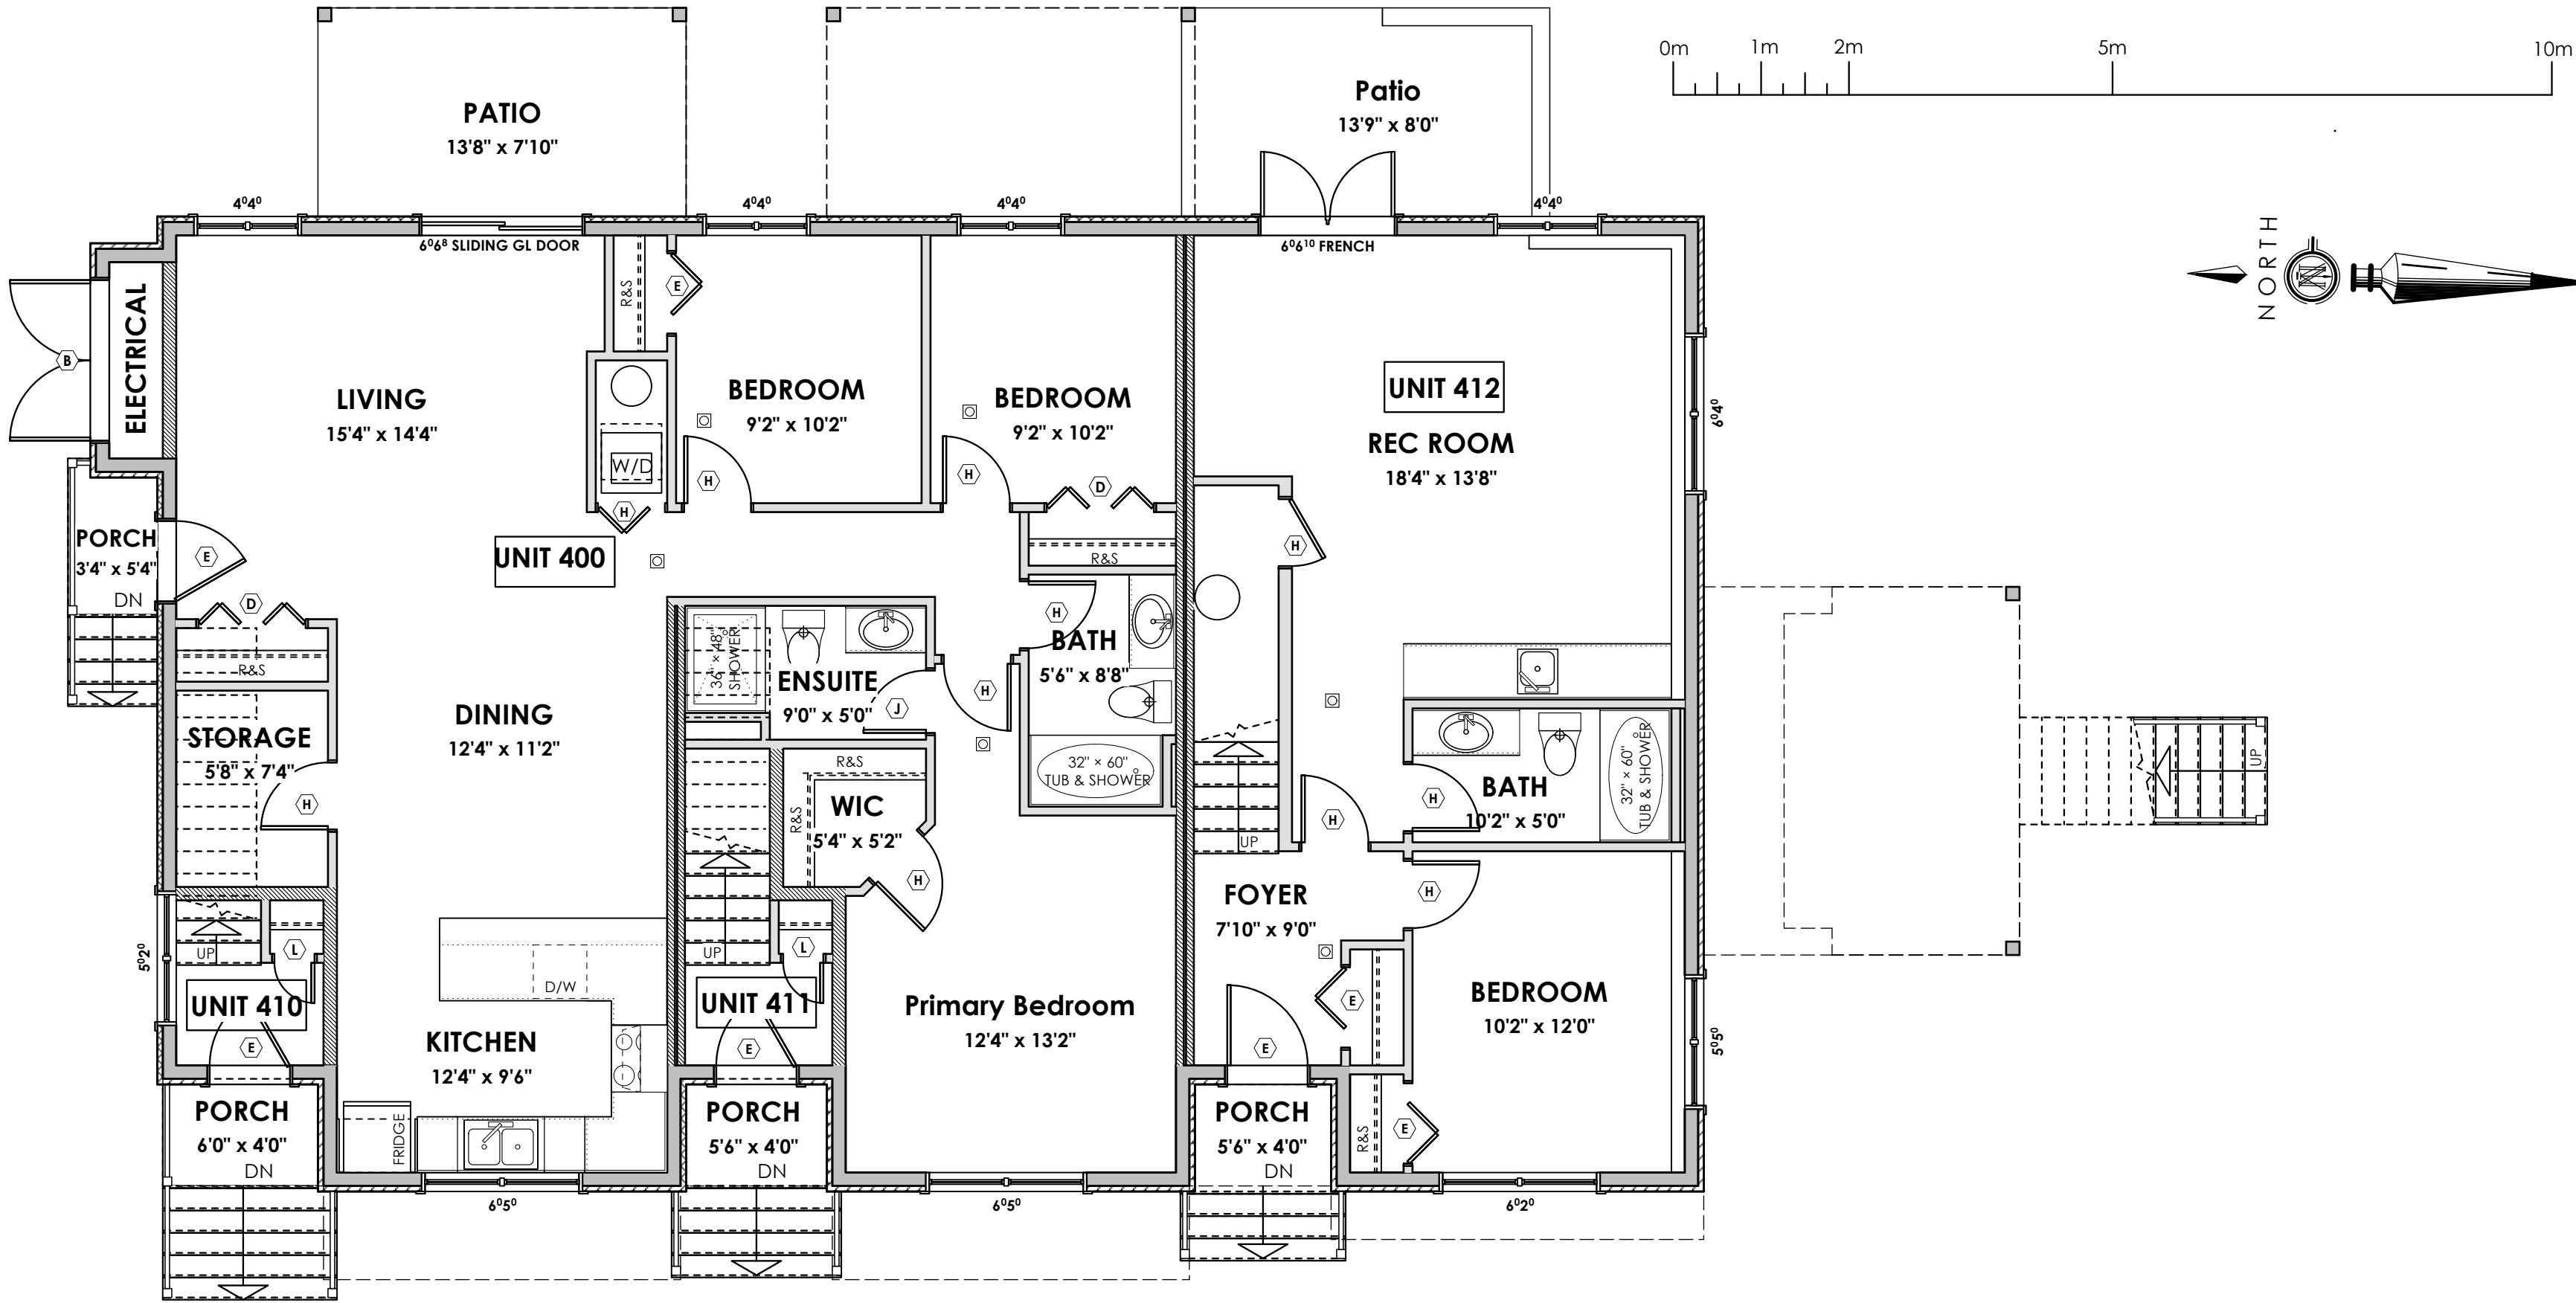 0m 1m 2m 5m 10m
PATIO
13'8" x 7'10"
Patio
13'9" x 8'0"
4⁰4⁰
4⁰4⁰
4⁰4⁰
4⁰4⁰
6⁰6⁸ SLIDING GL DOOR
6⁰6¹⁰ FRENCH
NORTH
N
B
ELECTRICAL
R&S
E
LIVING
15'4" x 14'4"
BEDROOM
9'2" x 10'2"
BEDROOM
9'2" x 10'2"
UNIT 412
REC ROOM
18'4" x 13'8"
6⁰4⁰
W/D
H
H
H
D
H
PORCH
3'4" x 5'4"
DN
E
UNIT 400
R&S
D
R&S
36" × 48"
SHOWER
ENSUITE
9'0" x 5'0"
J
H
H
BATH
5'6" x 8'8"
32" × 60"
TUB & SHOWER
DINING
12'4" x 11'2"
STORAGE
5'8" x 7'4"
H
R&S
R&S
WIC
5'4" x 5'2"
H
UP
H
H
BATH
10'2" x 5'0"
32" × 60"
TUB & SHOWER
UP
FOYER
7'10" x 9'0"
H
5⁰2⁰
UP
L
UNIT 410
E
D/W
KITCHEN
12'4" x 9'6"
UP
L
UNIT 411
E
Primary Bedroom
12'4" x 13'2"
E
E
BEDROOM
10'2" x 12'0"
5⁰5⁰
PORCH
6'0" x 4'0"
DN
FRIDGE
PORCH
5'6" x 4'0"
DN
PORCH
5'6" x 4'0"
DN
R&S
E
6⁰5⁰
6⁰5⁰
6⁰2⁰